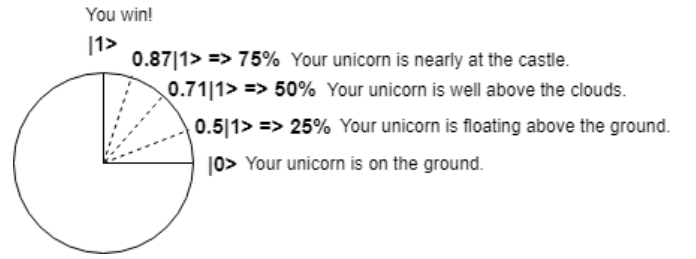 You win!
|1>
0.87|1> => 75% Your unicorn is nearly at the castle.
0.71|1> => 50% Your unicorn is well above the clouds.
0.5|1> => 25% Your unicorn is floating above the ground.
|0> Your unicorn is on the ground.